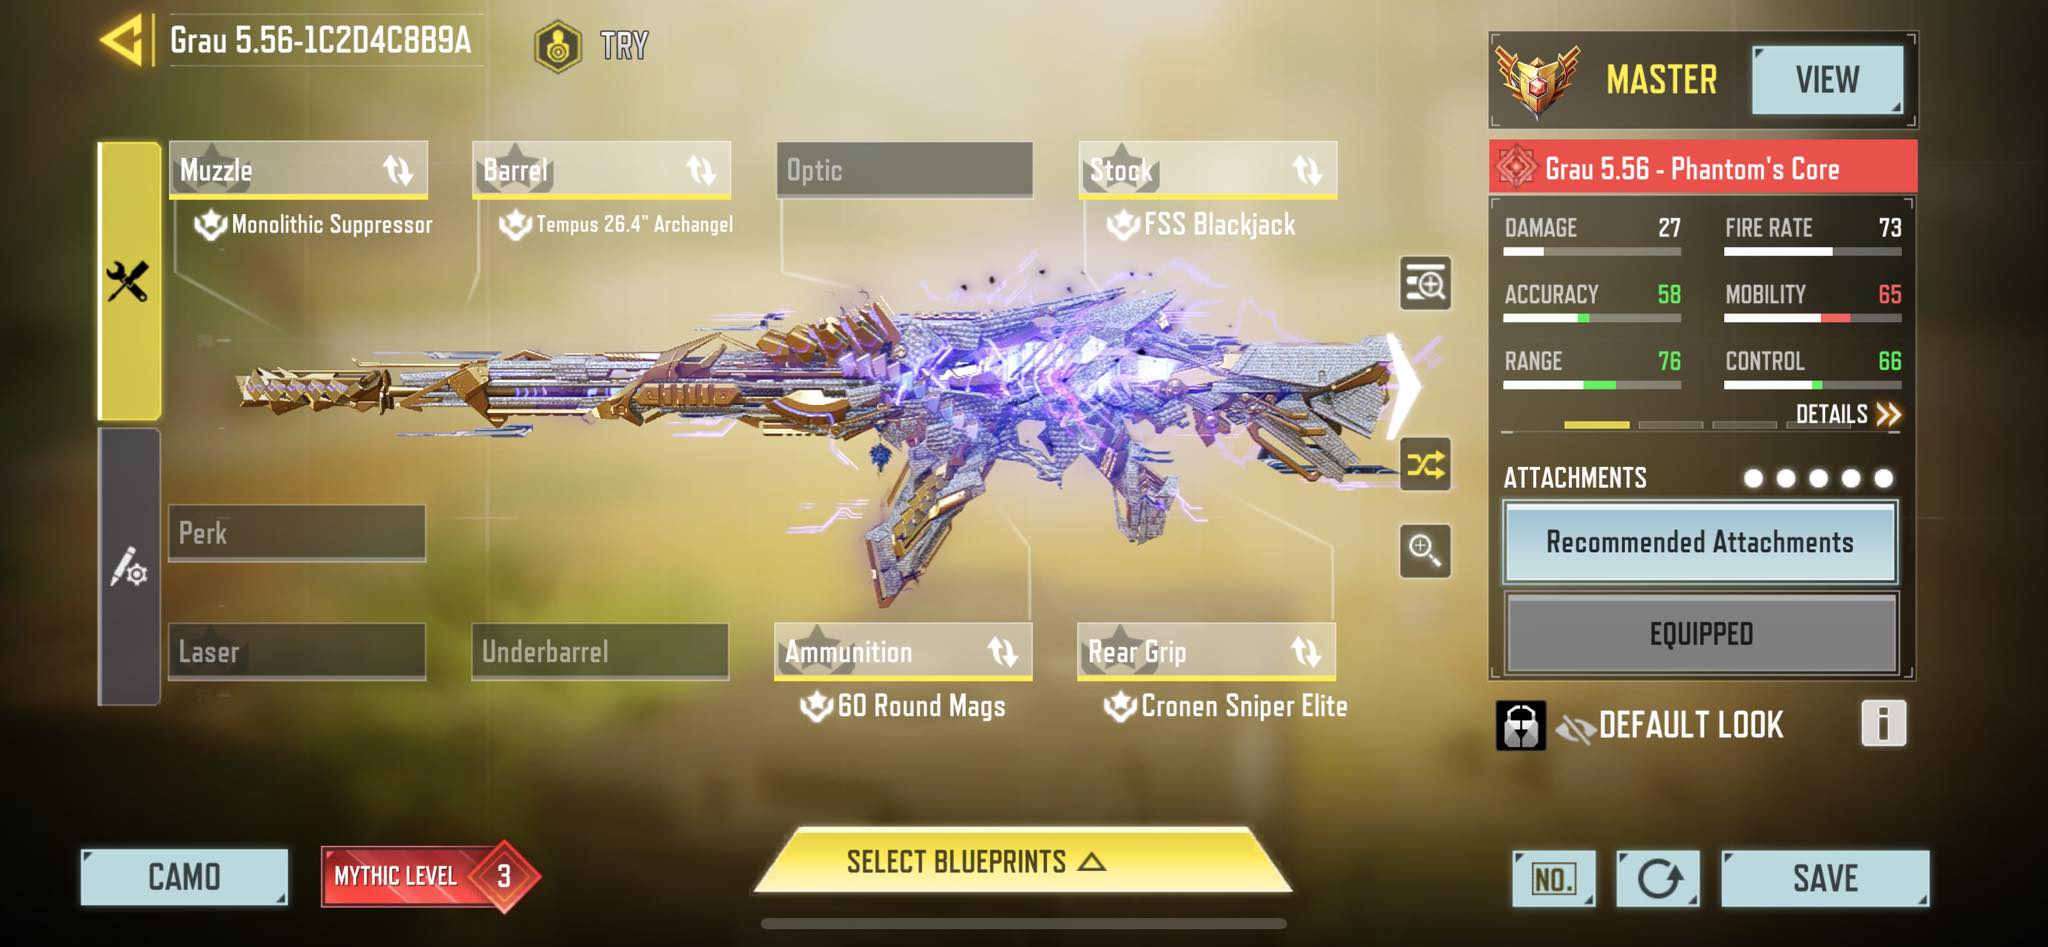 Grau 5.56-1C2D4C8B9A
TRY
MASTER
VIEW
Muzzle
Barrel
Optic
Stock
Monolithic Suppressor
Tempus 26.4" Archangel
FSS Blackjack
Grau 5.56 - Phantom's Core
DAMAGE 27
FIRE RATE 73
ACCURACY 58
MOBILITY 65
RANGE 76
CONTROL 66
DETAILS
ATTACHMENTS
Recommended Attachments
EQUIPPED
Perk
Laser
Underbarrel
Ammunition
Rear Grip
60 Round Mags
Cronen Sniper Elite
DEFAULT LOOK
i
CAMO
MYTHIC LEVEL 3
SELECT BLUEPRINTS
NO.
SAVE